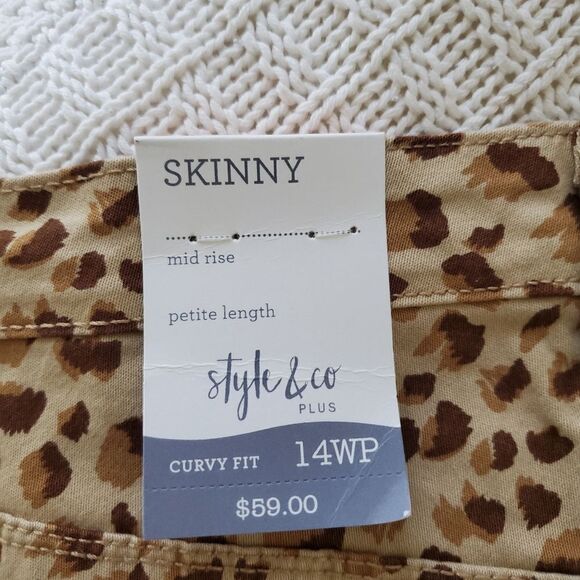 SKINNY
mid rise
petite length
style & co
PLUS
CURVY FIT 14WP
$59.00